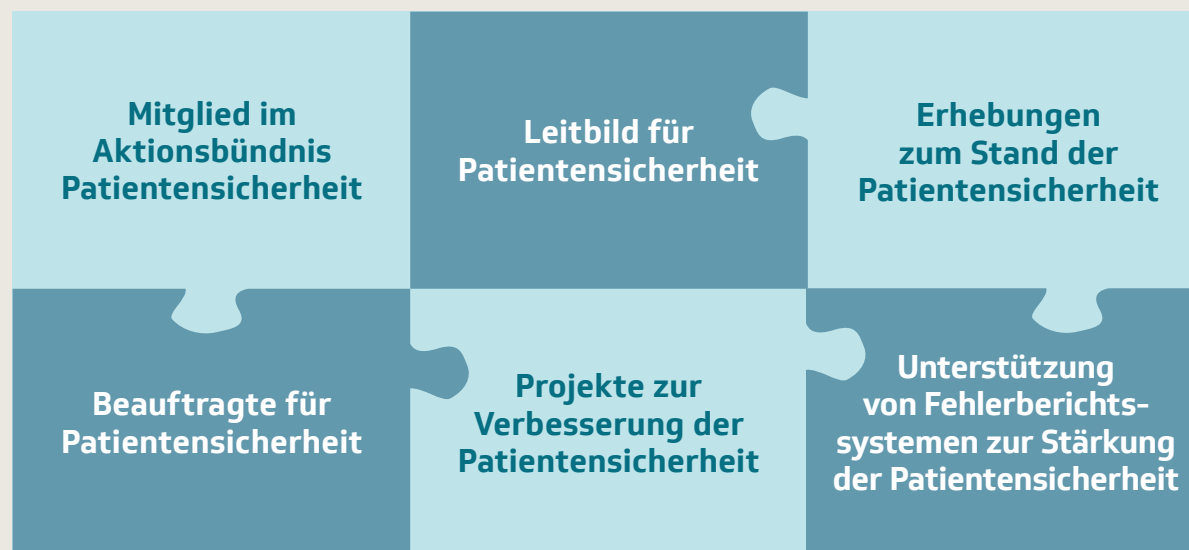 Mitglied im
Aktionsbündnis
Patientensicherheit
Leitbild für
Patientensicherheit
Erhebungen
zum Stand der
Patientensicherheit
Beauftragte für
Patientensicherheit
Projekte zur
Verbesserung der
Patientensicherheit
Unterstützung
von Fehlerberichts-
systemen zur Stärkung
der Patientensicherheit